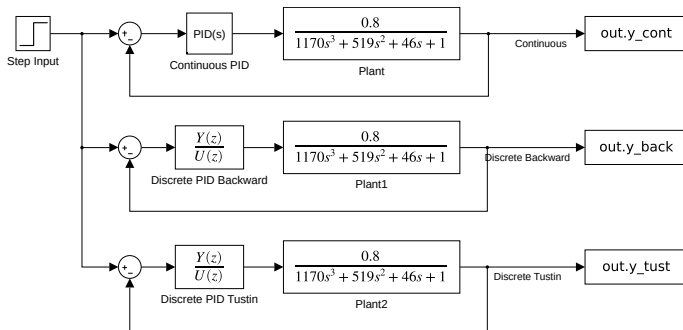 +
−
PID(s)
0.8
1170s³ + 519s² + 46s + 1
Continuous
out.y_cont
Step Input
Continuous PID
Plant
+
−
Y(z)
U(z)
0.8
1170s³ + 519s² + 46s + 1
Discrete Backward
out.y_back
Discrete PID Backward
Plant1
+
−
Y(z)
U(z)
0.8
1170s³ + 519s² + 46s + 1
Discrete Tustin
out.y_tust
Discrete PID Tustin
Plant2